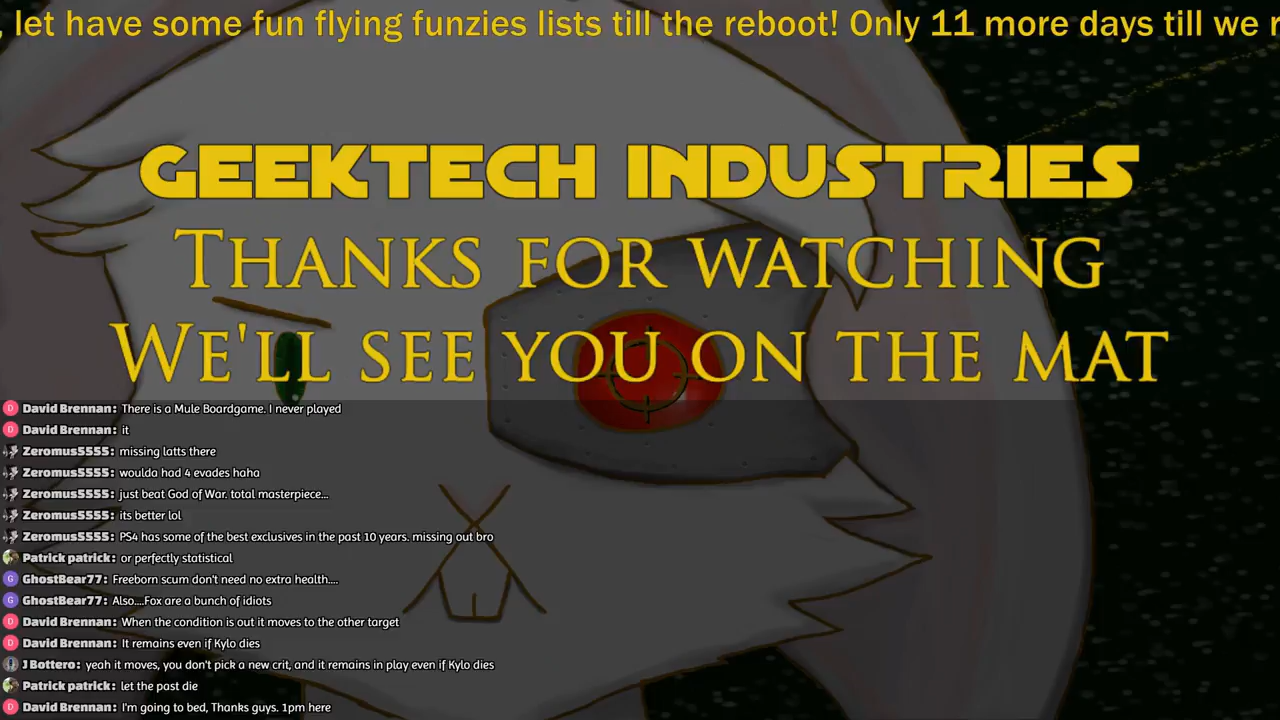 , let have some fun flying funzies lists till the reboot! Only 11 more days till we r
GEEKTECH INDUSTRIES
THANKS FOR WATCHING
WE'LL SEE YOU ON THE MAT
David Brennan: There is a Mule Boardgame. I never played
David Brennan: it
Zeromus5555: missing latts there
Zeromus5555: woulda had 4 evades haha
Zeromus5555: just beat God of War. total masterpiece...
Zeromus5555: its better lol
Zeromus5555: PS4 has some of the best exclusives in the past 10 years. missing out bro
Patrick patrick: or perfectly statistical
GhostBear77: Freeborn scum don't need no extra health....
GhostBear77: Also....Fox are a bunch of idiots
David Brennan: When the condition is out it moves to the other target
David Brennan: It remains even if Kylo dies
J Bottero: yeah it moves, you don't pick a new crit, and it remains in play even if Kylo dies
Patrick patrick: let the past die
David Brennan: I'm going to bed, Thanks guys. 1pm here